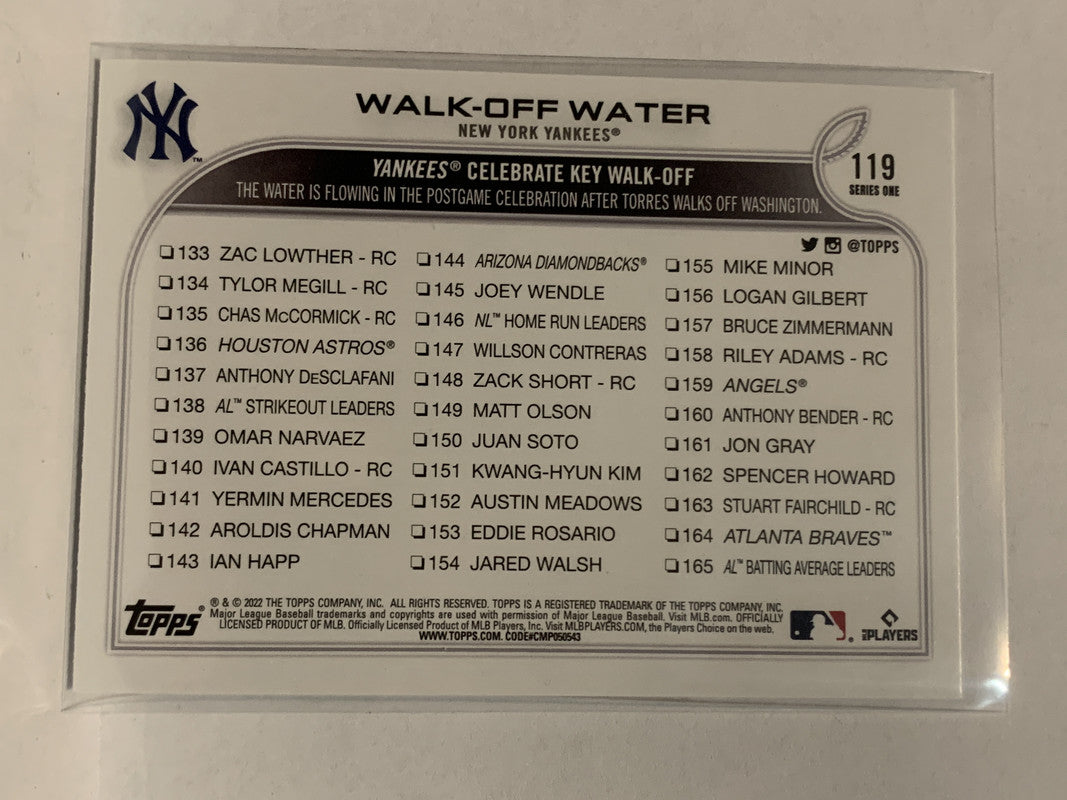 NY™
WALK-OFF WATER
NEW YORK YANKEES®
119
SERIES ONE
YANKEES® CELEBRATE KEY WALK-OFF
THE WATER IS FLOWING IN THE POSTGAME CELEBRATION AFTER TORRES WALKS OFF WASHINGTON.
@TOPPS
❏133 ZAC LOWTHER - RC
❏134 TYLOR MEGILL - RC
❏135 CHAS McCORMICK - RC
❏136 HOUSTON ASTROS®
❏137 ANTHONY DeSCLAFANI
❏138 AL™ STRIKEOUT LEADERS
❏139 OMAR NARVAEZ
❏140 IVAN CASTILLO - RC
❏141 YERMIN MERCEDES
❏142 AROLDIS CHAPMAN
❏143 IAN HAPP
❏144 ARIZONA DIAMONDBACKS®
❏145 JOEY WENDLE
❏146 NL™ HOME RUN LEADERS
❏147 WILLSON CONTRERAS
❏148 ZACK SHORT - RC
❏149 MATT OLSON
❏150 JUAN SOTO
❏151 KWANG-HYUN KIM
❏152 AUSTIN MEADOWS
❏153 EDDIE ROSARIO
❏154 JARED WALSH
❏155 MIKE MINOR
❏156 LOGAN GILBERT
❏157 BRUCE ZIMMERMANN
❏158 RILEY ADAMS - RC
❏159 ANGELS®
❏160 ANTHONY BENDER - RC
❏161 JON GRAY
❏162 SPENCER HOWARD
❏163 STUART FAIRCHILD - RC
❏164 ATLANTA BRAVES™
❏165 AL™ BATTING AVERAGE LEADERS
Topps®
® & © 2022 THE TOPPS COMPANY, INC. ALL RIGHTS RESERVED. TOPPS IS A REGISTERED TRADEMARK OF THE TOPPS COMPANY, INC.
Major League Baseball trademarks and copyrights are used with permission of Major League Baseball. Visit MLB.com. OFFICIALLY
LICENSED PRODUCT OF MLB. Officially Licensed Product of MLB Players, Inc. Visit MLBPLAYERS.COM, the Players Choice on the web.
WWW.TOPPS.COM. CODE#CMP050543
PLAYERS